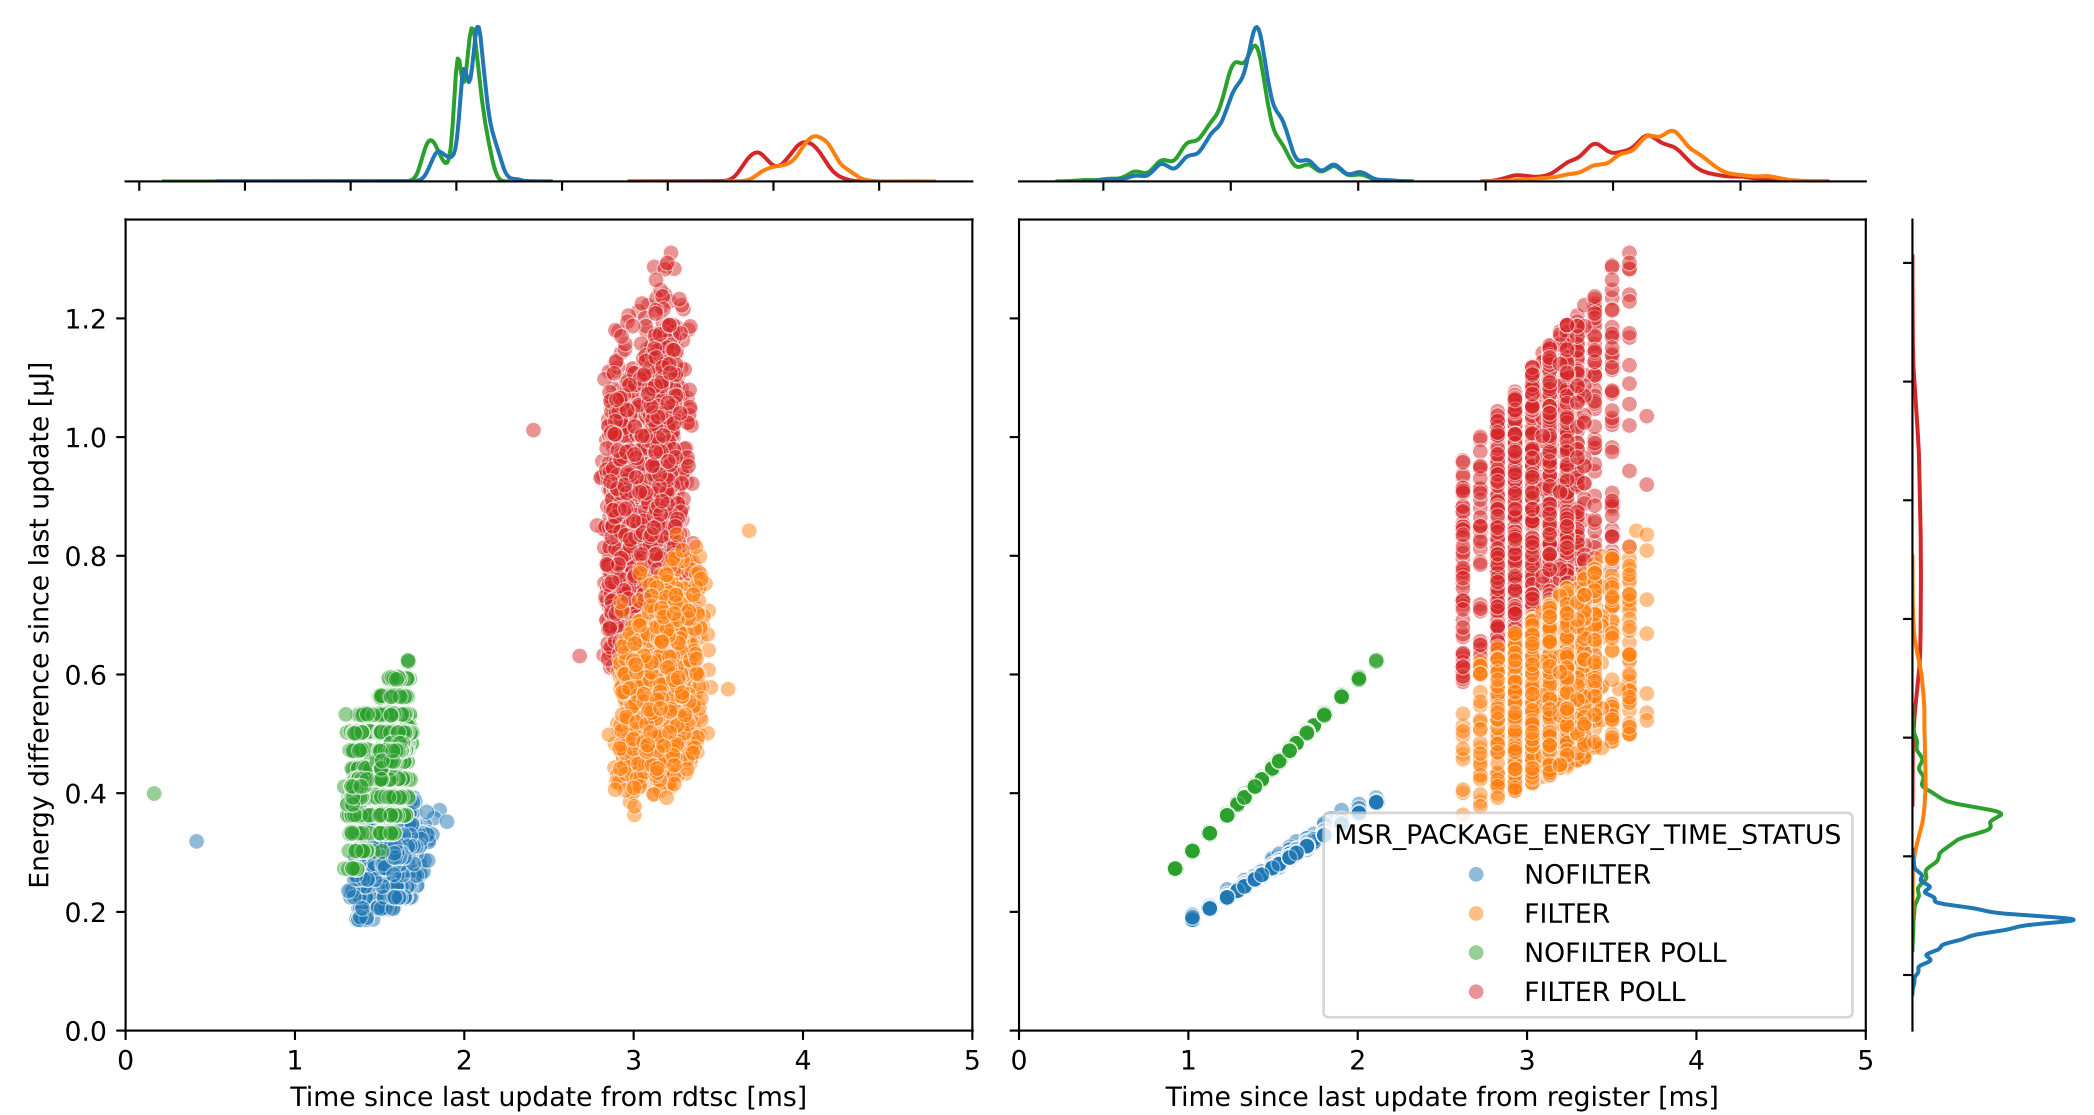 Energy difference since last update [µJ]
1.2
1.0
0.8
0.6
0.4
0.2
0.0
0 1 2 3 4 5
Time since last update from rdtsc [ms]
MSR_PACKAGE_ENERGY_TIME_STATUS
NOFILTER
FILTER
NOFILTER POLL
FILTER POLL
0 1 2 3 4 5
Time since last update from register [ms]